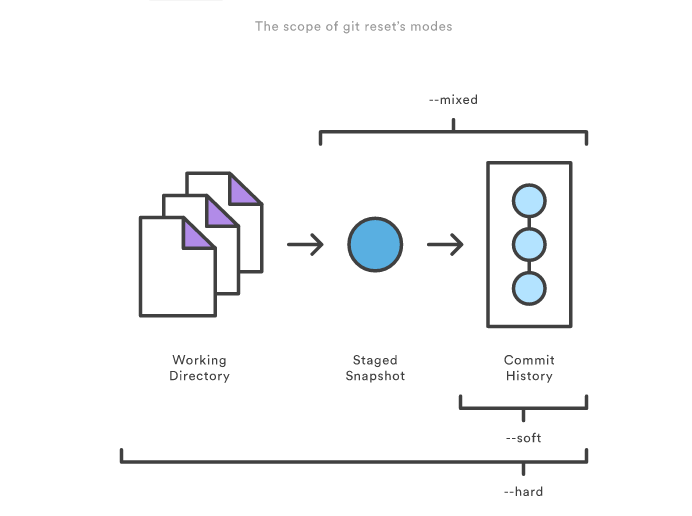 The scope of git reset's modes
--mixed
Working
Directory
Staged
Snapshot
Commit
History
--soft
--hard